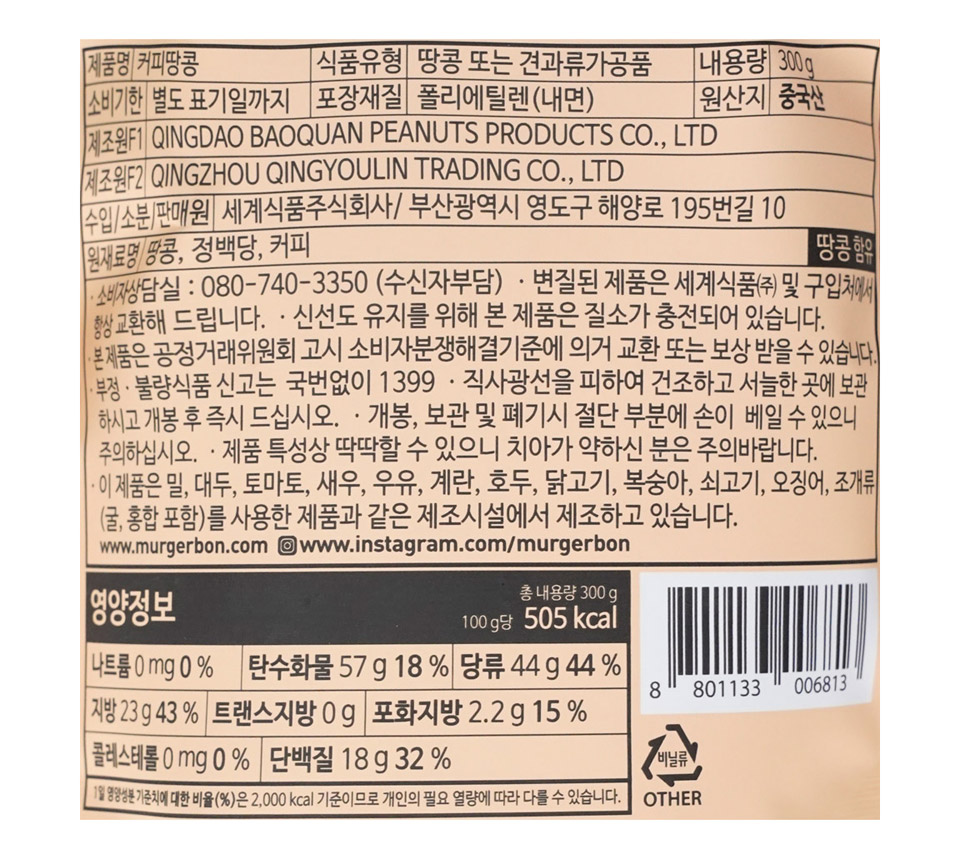 제품명 커피땅콩 식품유형 땅콩 또는 견과류가공품 내용량 300g
소비기한 별도 표기일까지 포장재질 폴리에틸렌(내면) 원산지 중국산
제조원F1 QINGDAO BAOQUAN PEANUTS PRODUCTS CO., LTD
제조원F2 QINGZHOU QINGYOULIN TRADING CO., LTD
수입/소분/판매원 세계식품주식회사/ 부산광역시 영도구 해양로 195번길 10
원재료명 땅콩, 정백당, 커피 땅콩 함유
· 소비자상담실 : 080-740-3350 (수신자부담) · 변질된 제품은 세계식품㈜ 및 구입처에서
항상 교환해 드립니다. · 신선도 유지를 위해 본 제품은 질소가 충전되어 있습니다.
· 본 제품은 공정거래위원회 고시 소비자분쟁해결기준에 의거 교환 또는 보상 받을 수 있습니다.
· 부정 · 불량식품 신고는 국번없이 1399 · 직사광선을 피하여 건조하고 서늘한 곳에 보관
하시고 개봉 후 즉시 드십시오. · 개봉, 보관 및 폐기시 절단 부분에 손이 베일 수 있으니
주의하십시오. · 제품 특성상 딱딱할 수 있으니 치아가 약하신 분은 주의바랍니다.
· 이 제품은 밀, 대두, 토마토, 새우, 우유, 계란, 호두, 닭고기, 복숭아, 쇠고기, 오징어, 조개류
(굴, 홍합 포함)를 사용한 제품과 같은 제조시설에서 제조하고 있습니다.
www.murgerbon.com www.instagram.com/murgerbon
영양정보 총 내용량 300 g
100 g당 505 kcal
나트륨 0 mg 0 % 탄수화물 57 g 18 % 당류 44 g 44 %
지방 23 g 43 % 트랜스지방 0 g 포화지방 2.2 g 15 %
콜레스테롤 0 mg 0 % 단백질 18 g 32 %
1일 영양성분 기준치에 대한 비율(%)은 2,000 kcal 기준이므로 개인의 필요 열량에 따라 다를 수 있습니다.
8 801133 006813
비닐류
OTHER